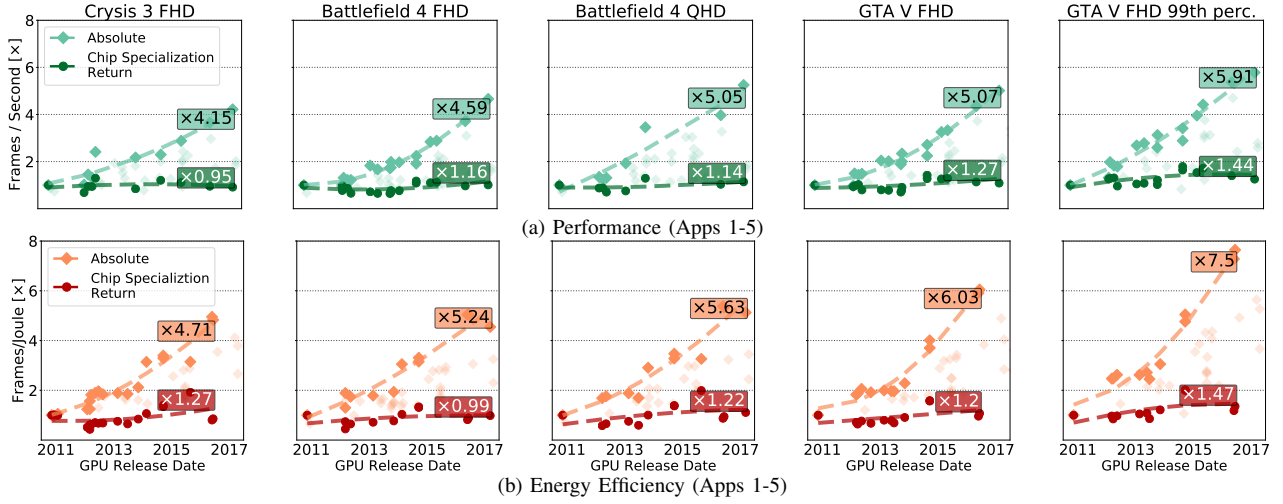 Crysis 3 FHD
Battlefield 4 FHD
Battlefield 4 QHD
GTA V FHD
GTA V FHD 99th perc.
Frames / Second [×]
8
6
4
2
Absolute
Chip Specialization
Return
×4.15
×0.95
×4.59
×1.16
×5.05
×1.14
×5.07
×1.27
×5.91
×1.44
(a) Performance (Apps 1-5)
Frames/Joule [×]
8
6
4
2
Absolute
Chip Specializtion
Return
×4.71
×1.27
×5.24
×0.99
×5.63
×1.22
×6.03
×1.2
×7.5
×1.47
2011 2013 2015 2017
GPU Release Date
2011 2013 2015 2017
GPU Release Date
2011 2013 2015 2017
GPU Release Date
2011 2013 2015 2017
GPU Release Date
2011 2013 2015 2017
GPU Release Date
(b) Energy Efficiency (Apps 1-5)